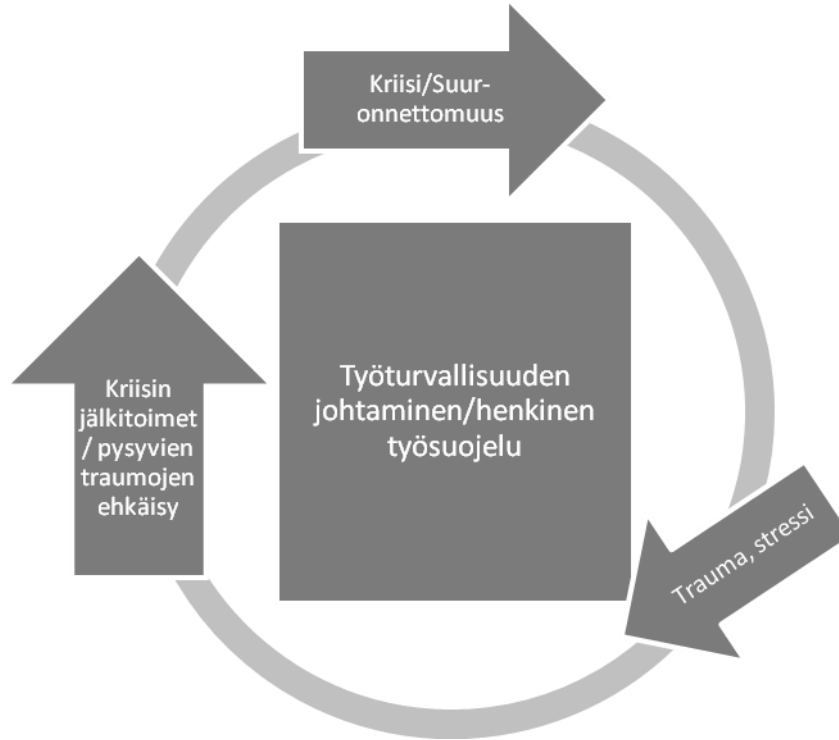 Kriisi/Suur-
onnettomuus
Työturvallisuuden
johtaminen/henkinen
työsuojelu
Trauma, stressi
Kriisin
jälkitoimet
/ pysyvien
traumojen
ehkäisy